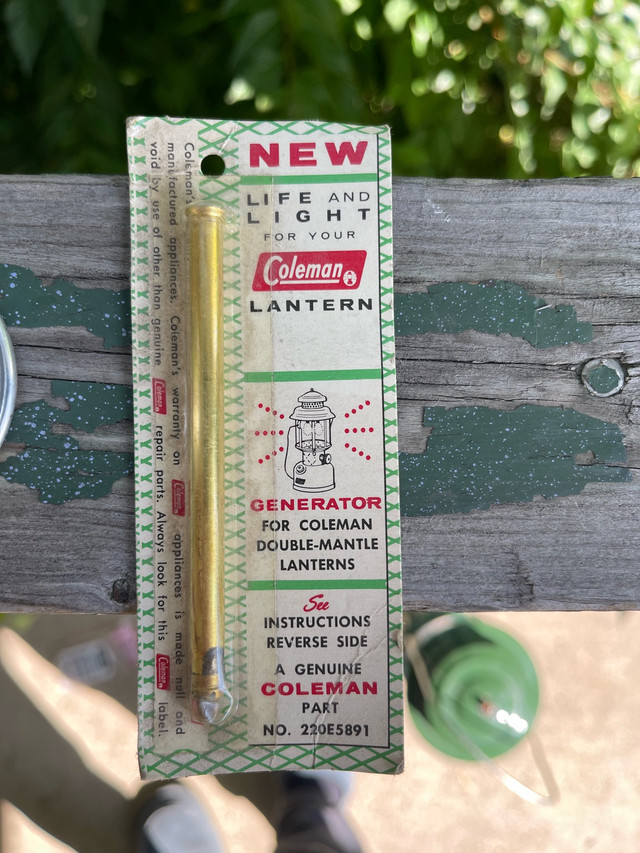 NEW
LIFE AND
LIGHT
FOR YOUR
Coleman
LANTERN
GENERATOR
FOR COLEMAN
DOUBLE-MANTLE
LANTERNS
See
INSTRUCTIONS
REVERSE SIDE
A GENUINE
COLEMAN
PART
NO. 220E5891
Coleman's
manufactured appliances. Coleman's warranty on Coleman appliances is made null and
void by use of other than genuine Coleman repair parts. Always look for this Coleman label.